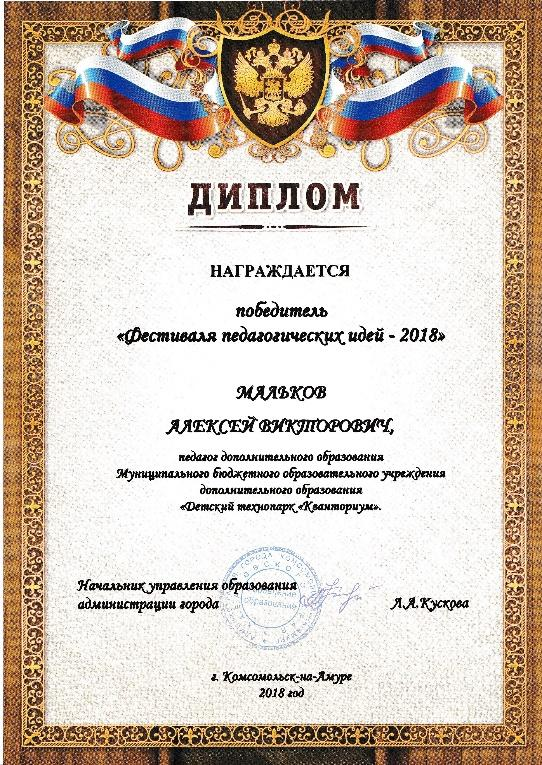 ДИПЛОМ
НАГРАЖДАЕТСЯ
победитель
«Фестиваля педагогических идей - 2018»
МАЛЬКОВ
АЛЕКСЕЙ ВИКТОРОВИЧ,
педагог дополнительного образования
Муниципального бюджетного образовательного учреждения
дополнительного образования
«Детский технопарк «Кванториум».
Начальник управления образования
администрации города
Л.А.Кускова
г. Комсомольск-на-Амуре
2018 год